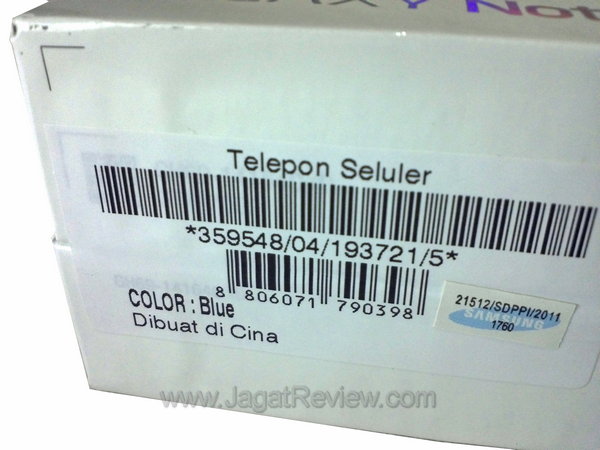 Telepon Seluler
*359548/04/193721/5*
8 806071 790398
COLOR : Blue
Dibuat di Cina
21512/SDPPI/2011
SAMSUNG
1760
www.JagatReview.com